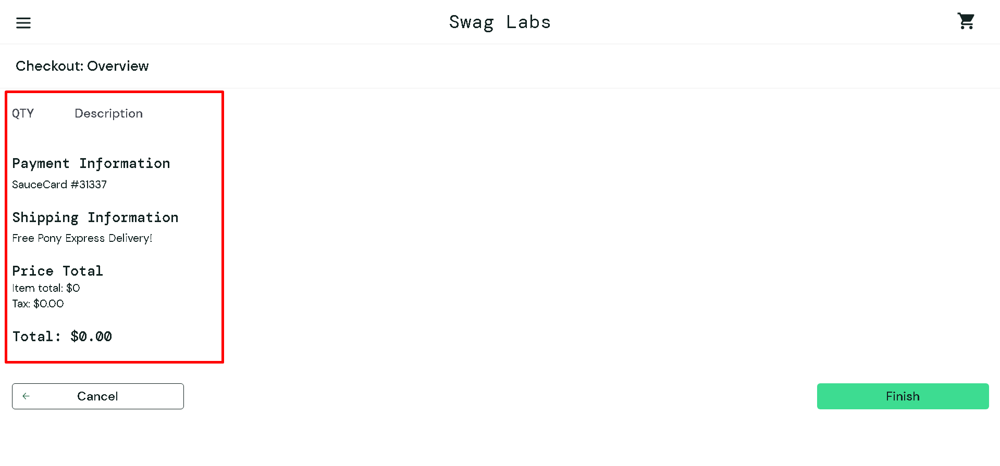 Swag Labs
Checkout: Overview
QTY Description
Payment Information
SauceCard #31337
Shipping Information
Free Pony Express Delivery!
Price Total
Item total: $0
Tax: $0.00
Total: $0.00
Cancel
Finish